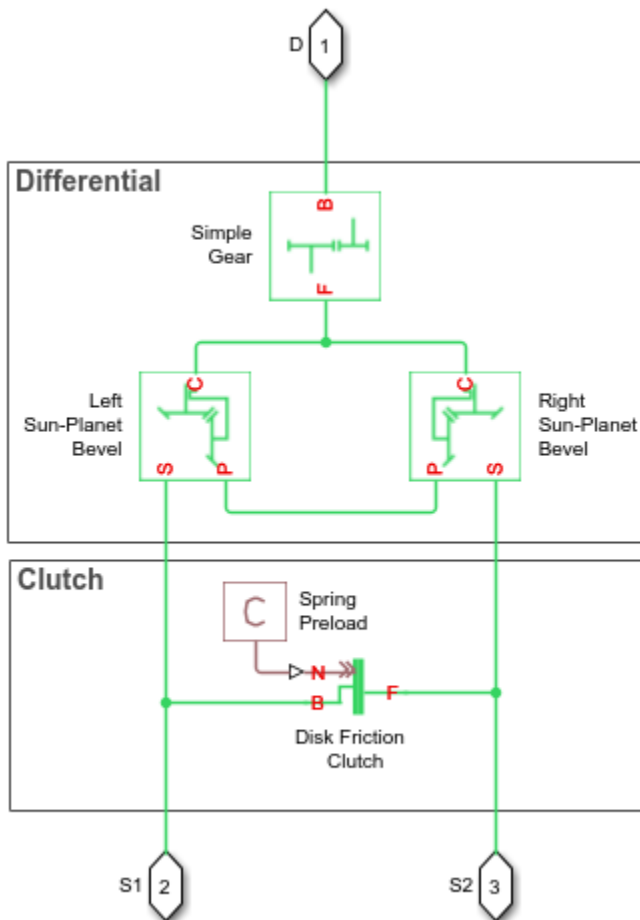 D
1
Differential
B
Simple
Gear
F
C
C
Left
Sun-Planet
Bevel
Right
Sun-Planet
Bevel
S
P
P
S
Clutch
C
Spring
Preload
N
B
F
Disk Friction
Clutch
S1
2
S2
3